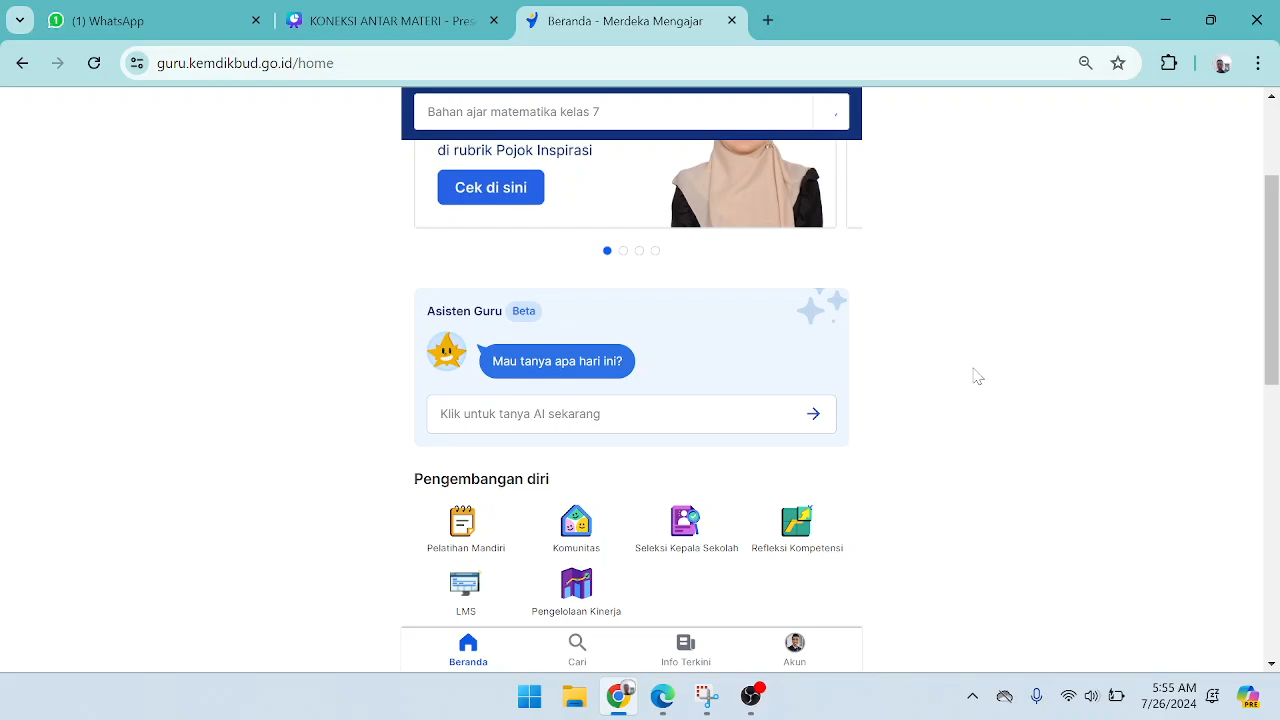 (1) WhatsApp
KONEKSI ANTAR MATERI - Pres
Beranda - Merdeka Mengajar
guru.kemdikbud.go.id/home
Bahan ajar matematika kelas 7
di rubrik Pojok Inspirasi
Cek di sini
Asisten Guru Beta
Mau tanya apa hari ini?
Klik untuk tanya AI sekarang
Pengembangan diri
Pelatihan Mandiri
Komunitas
Seleksi Kepala Sekolah
Refleksi Kompetensi
LMS
Pengelolaan Kinerja
Beranda
Cari
Info Terkini
Akun
5:55 AM
7/26/2024
PRE